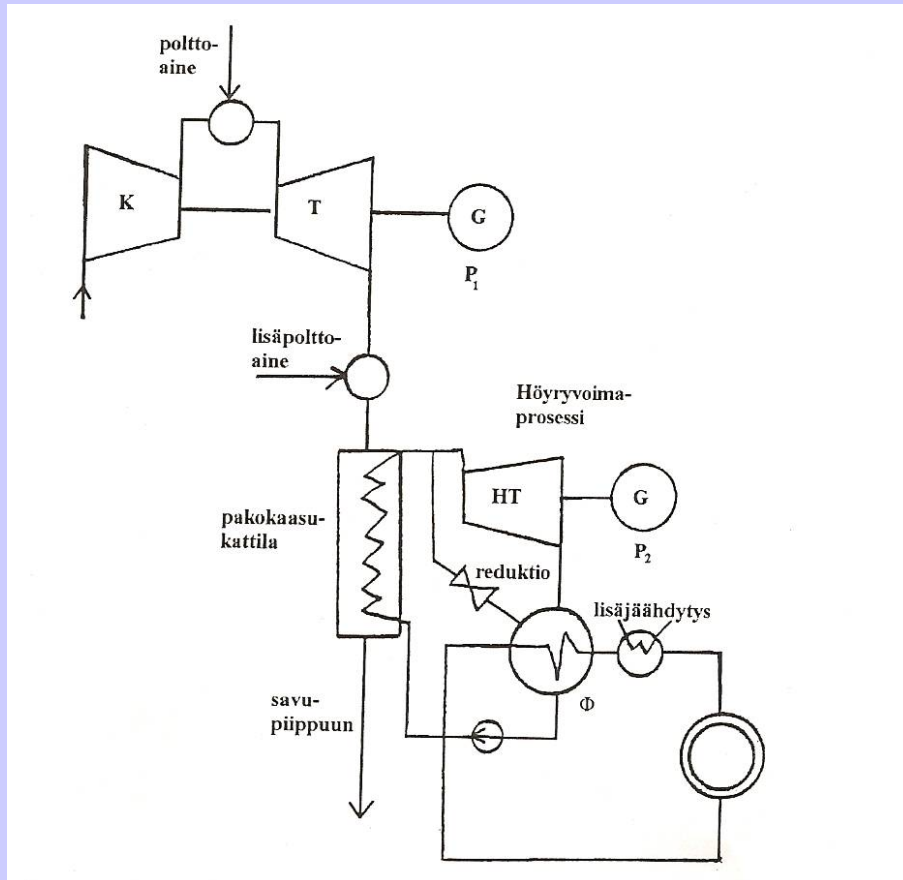 poltto-
aine
K
T
G
P1
lisäpoltto-
aine
Höyryvoima-
prosessi
HT
G
P2
pakokaasu-
kattila
reduktio
lisäjäähdytys
Φ
savu-
piippuun